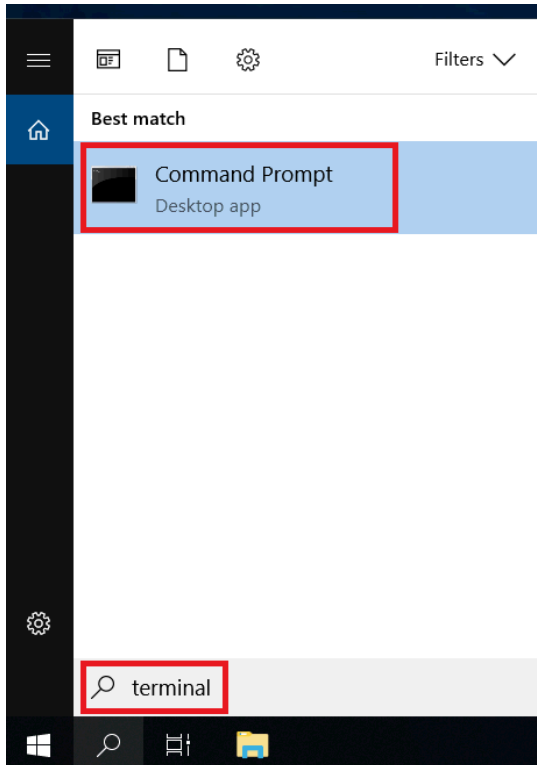 Filters
Best match
Command Prompt
Desktop app
terminal